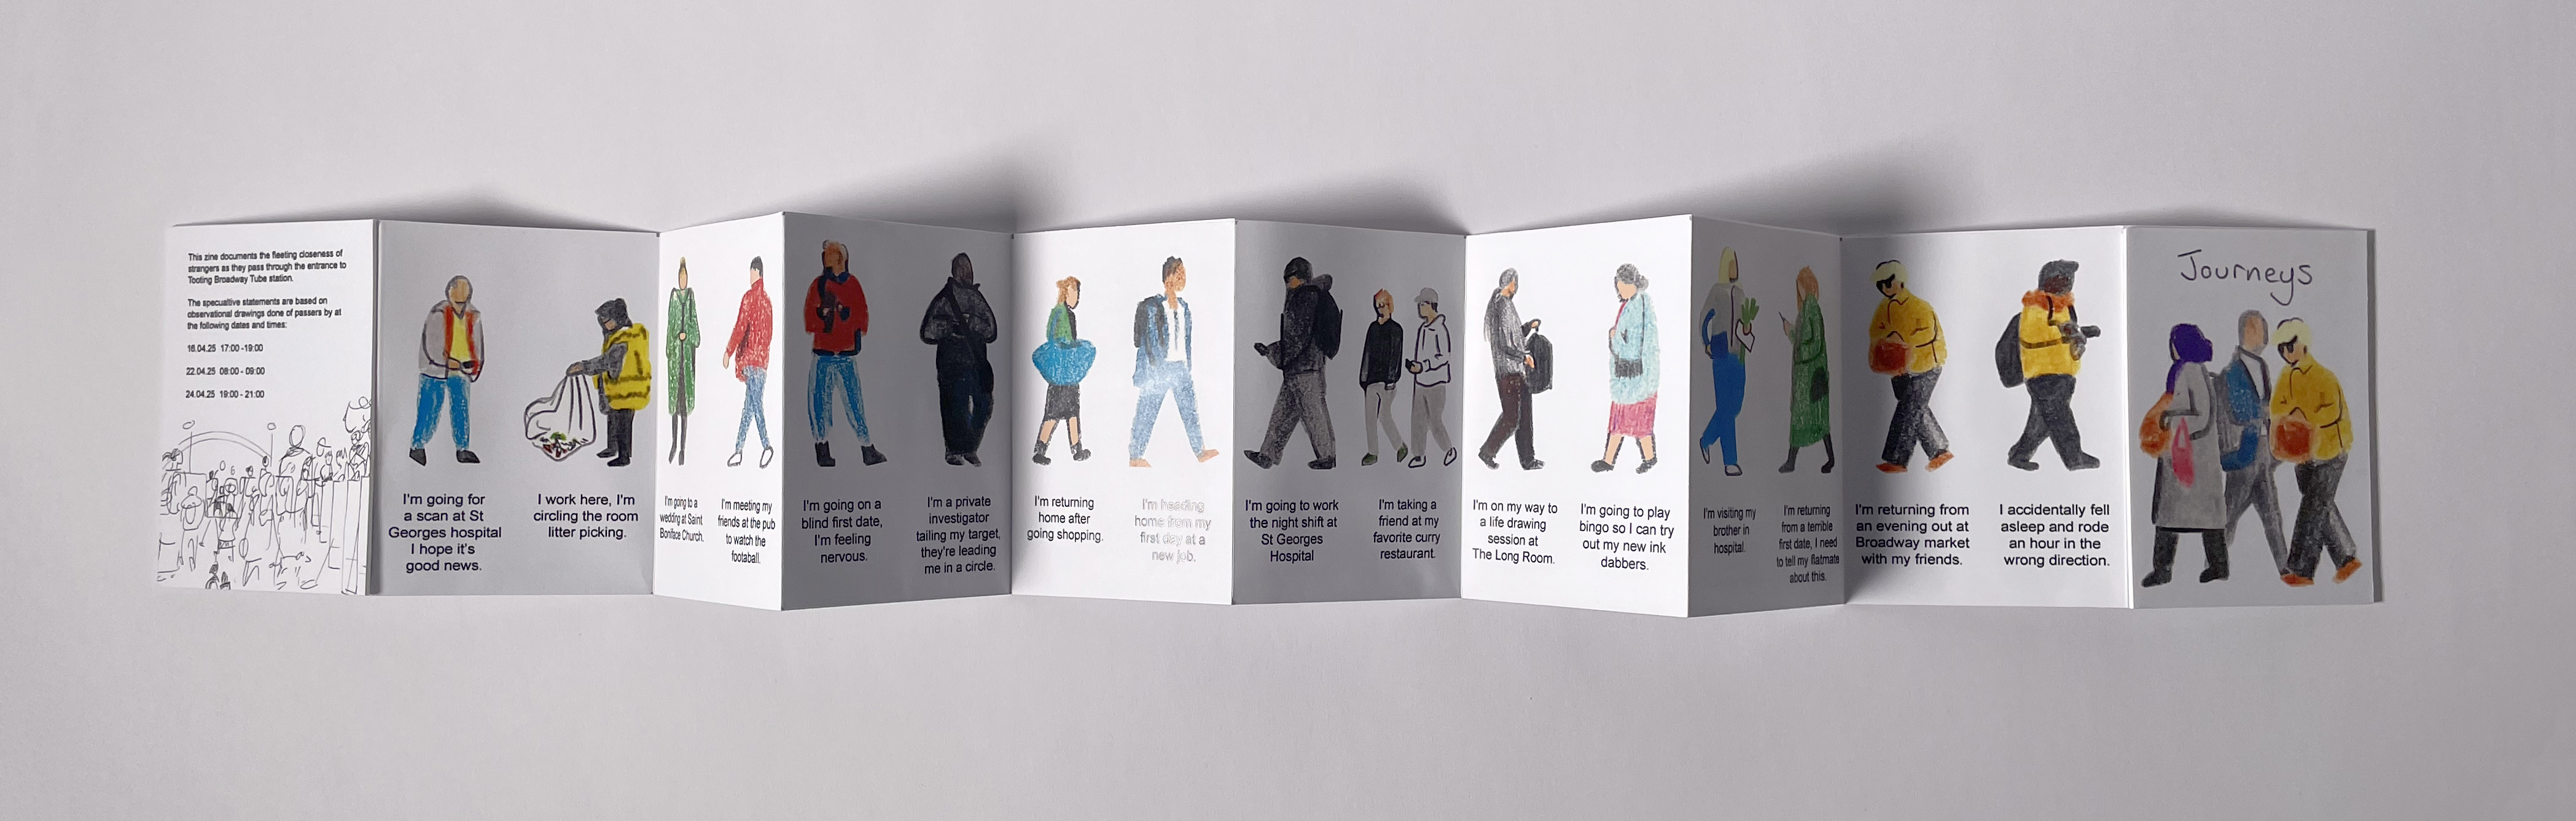 This zine documents the fleeting closeness of
strangers as they pass through the entrance to
Tooting Broadway Tube station.
The specualtive statements are based on
observational drawings done of passers by at
the following dates and times:
16.04.25 17:00 -19:00
22.04.25 08:00 - 09:00
24.04.25 19:00 - 21:00
I'm going for
a scan at St
Georges hospital
I hope it's
good news.
I work here, I'm
circling the room
litter picking.
I'm going to a
wedding at Saint
Boniface Church.
I'm meeting my
friends at the pub
to watch the
footaball.
I'm going on a
blind first date,
I'm feeling
nervous.
I'm a private
investigator
tailing my target,
they're leading
me in a circle.
I'm returning
home after
going shopping.
I'm heading
home from my
first day at a
new job.
I'm going to work
the night shift at
St Georges
Hospital
I'm taking a
friend at my
favorite curry
restaurant.
I'm on my way to
a life drawing
session at
The Long Room.
I'm going to play
bingo so I can try
out my new ink
dabbers.
I'm visiting my
brother in
hospital.
I'm returning
from a terrible
first date, I need
to tell my flatmate
about this.
I'm returning from
an evening out at
Broadway market
with my friends.
I accidentally fell
asleep and rode
an hour in the
wrong direction.
Journeys